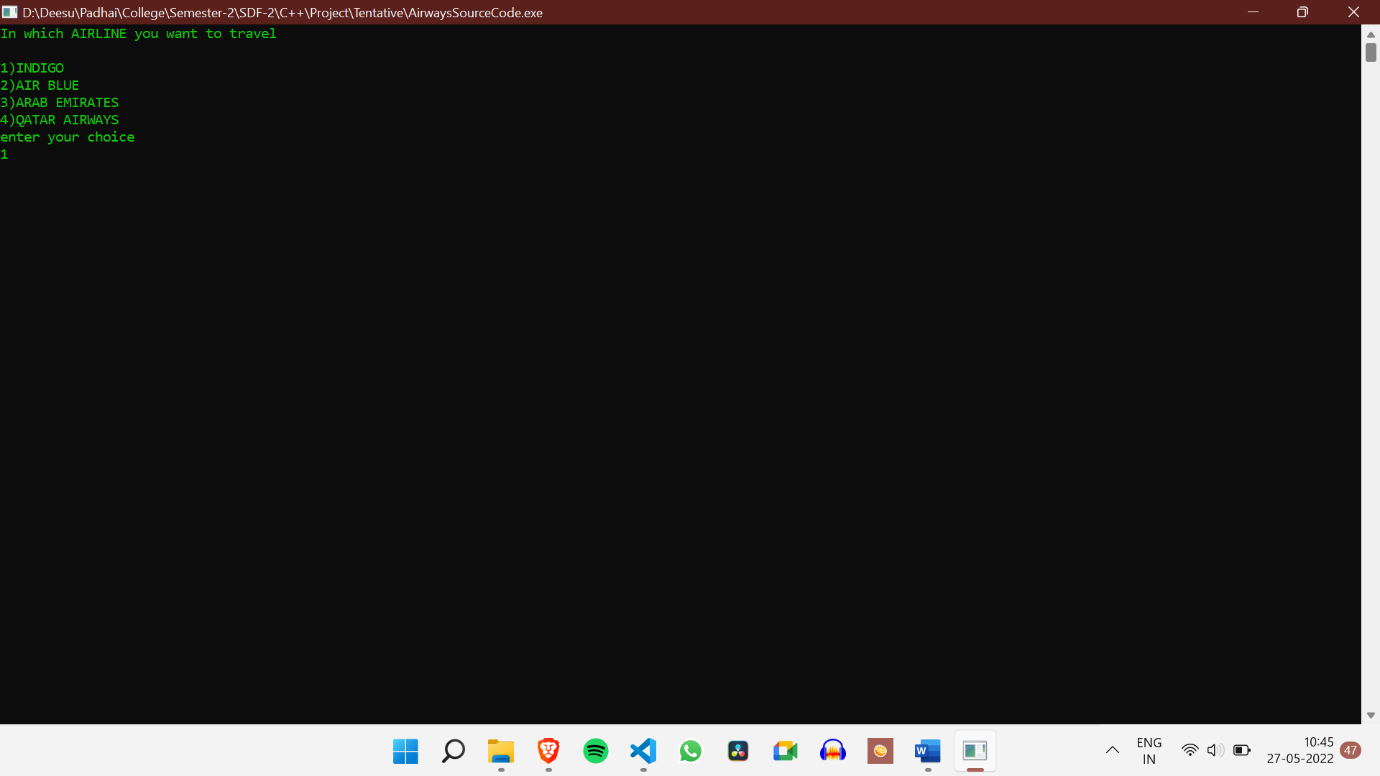 D:\Deesu\Padhai\College\Semester-2\SDF-2\C++\Project\Tentative\AirwaysSourceCode.exe
In which AIRLINE you want to travel
1)INDIGO
2)AIR BLUE
3)ARAB EMIRATES
4)QATAR AIRWAYS
enter your choice
1
W
ENG
IN
10:45
27-05-2022
47